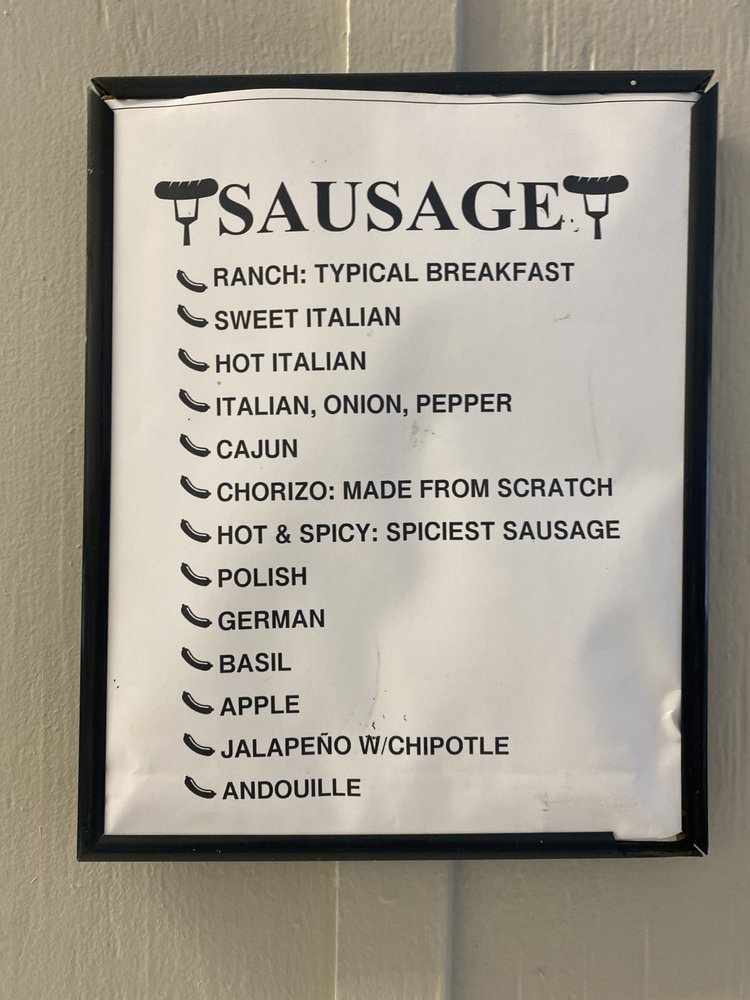 SAUSAGE
RANCH: TYPICAL BREAKFAST
SWEET ITALIAN
HOT ITALIAN
ITALIAN, ONION, PEPPER
CAJUN
CHORIZO: MADE FROM SCRATCH
HOT & SPICY: SPICIEST SAUSAGE
POLISH
GERMAN
BASIL
APPLE
JALAPEÑO W/CHIPOTLE
ANDOUILLE